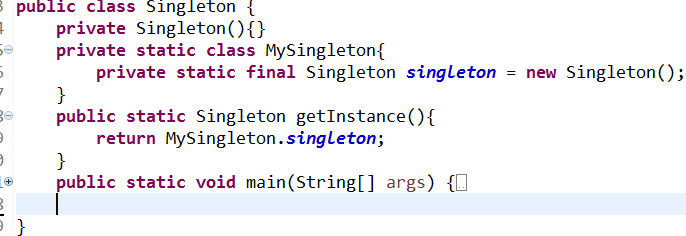 public class Singleton {
private Singleton(){}
private static class MySingleton{
private static final Singleton singleton = new Singleton();
}
public static Singleton getInstance(){
return MySingleton.singleton;
}
public static void main(String[] args) {
}